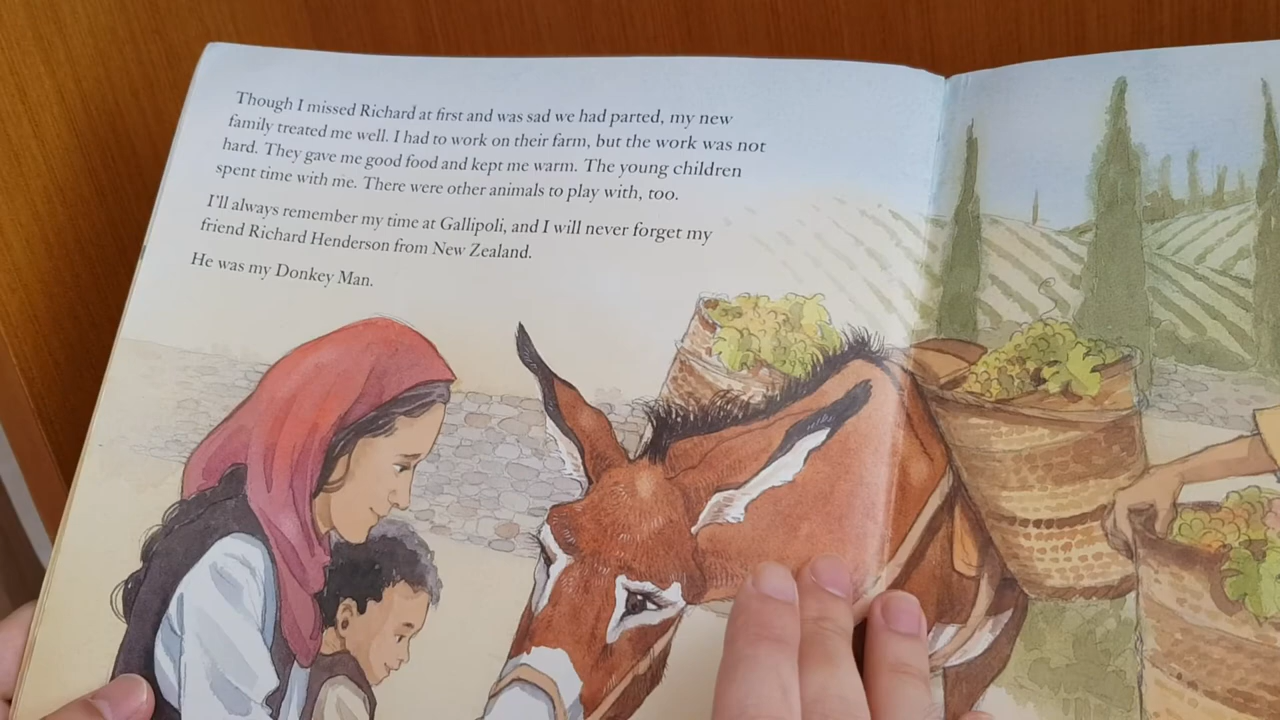 Though I missed Richard at first and was sad we had parted, my new
family treated me well. I had to work on their farm, but the work was not
hard. They gave me good food and kept me warm. The young children
spent time with me. There were other animals to play with, too.
I'll always remember my time at Gallipoli, and I will never forget my
friend Richard Henderson from New Zealand.
He was my Donkey Man.